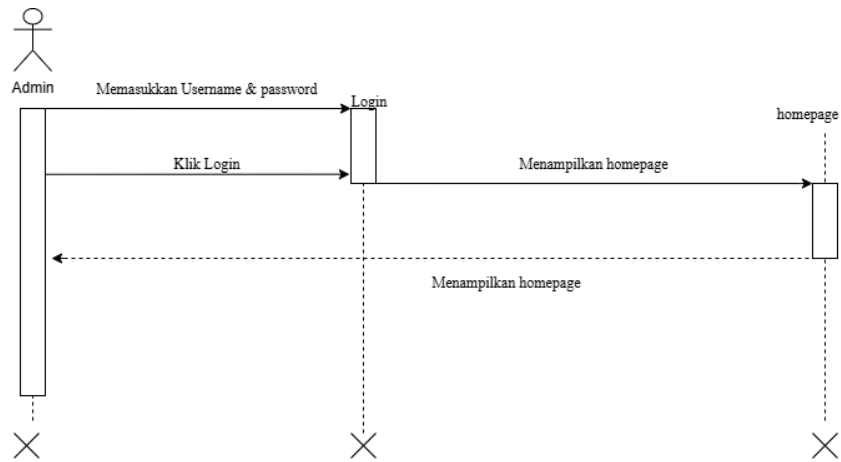 Admin
Memasukkan Username & password
Login
homepage
Klik Login
Menampilkan homepage
Menampilkan homepage